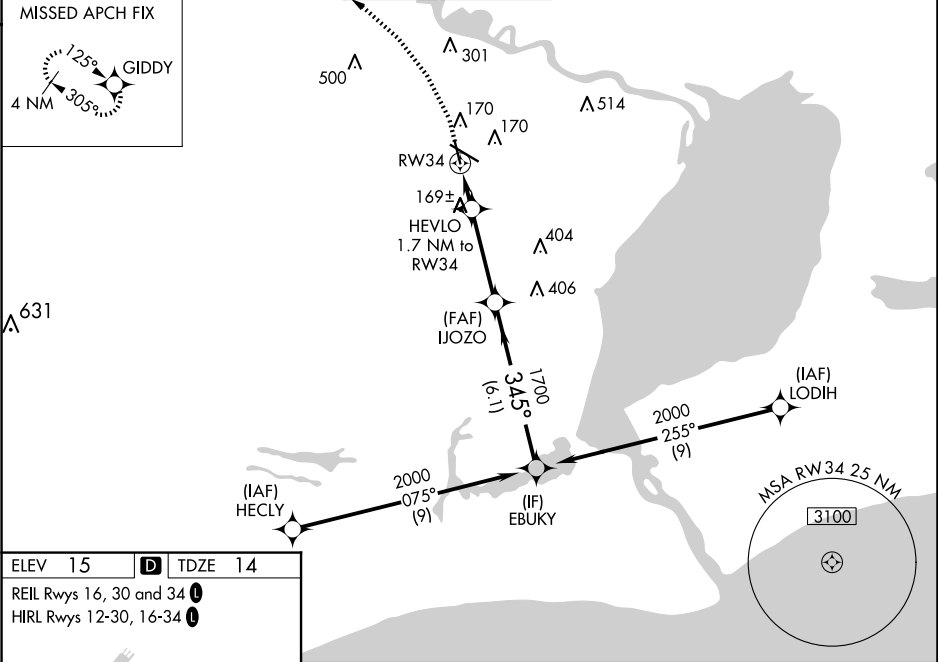 MISSED APCH FIX
125°
GIDDY
4 NM
305°
500
301
170
170
514
RW34
169±
HEVLO
1.7 NM to
RW34
404
406
631
(FAF)
IJOZO
1700
345°
(6.1)
(IAF)
LODIH
2000
255°
(9)
2000
075°
(9)
(IAF)
HECLY
(IF)
EBUKY
MSA RW34 25 NM
3100
ELEV 15 D TDZE 14
REIL Rwys 16, 30 and 34 L
HIRL Rwys 12-30, 16-34 L